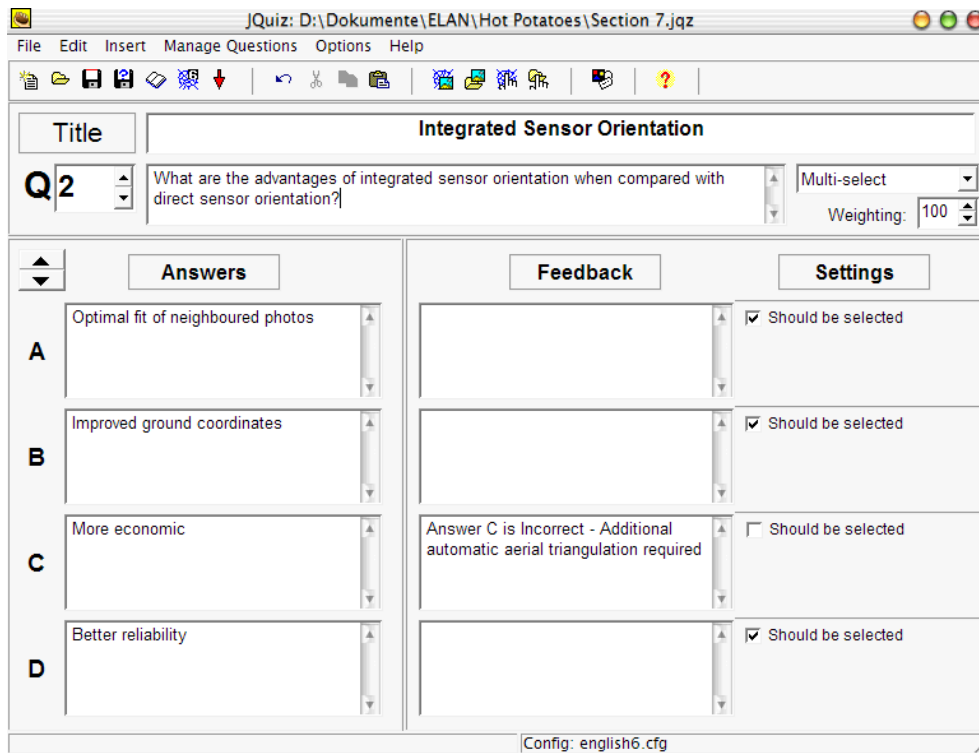 JQuiz: D:\Dokumente\ELAN\Hot Potatoes\Section 7.jqz
File Edit Insert Manage Questions Options Help
Title
Integrated Sensor Orientation
Q 2
What are the advantages of integrated sensor orientation when compared with
direct sensor orientation?
Multi-select
Weighting: 100
Answers Feedback Settings
A
Optimal fit of neighboured photos
Should be selected
B
Improved ground coordinates
Should be selected
C
More economic
Answer C is Incorrect - Additional
automatic aerial triangulation required
Should be selected
D
Better reliability
Should be selected
Config: english6.cfg